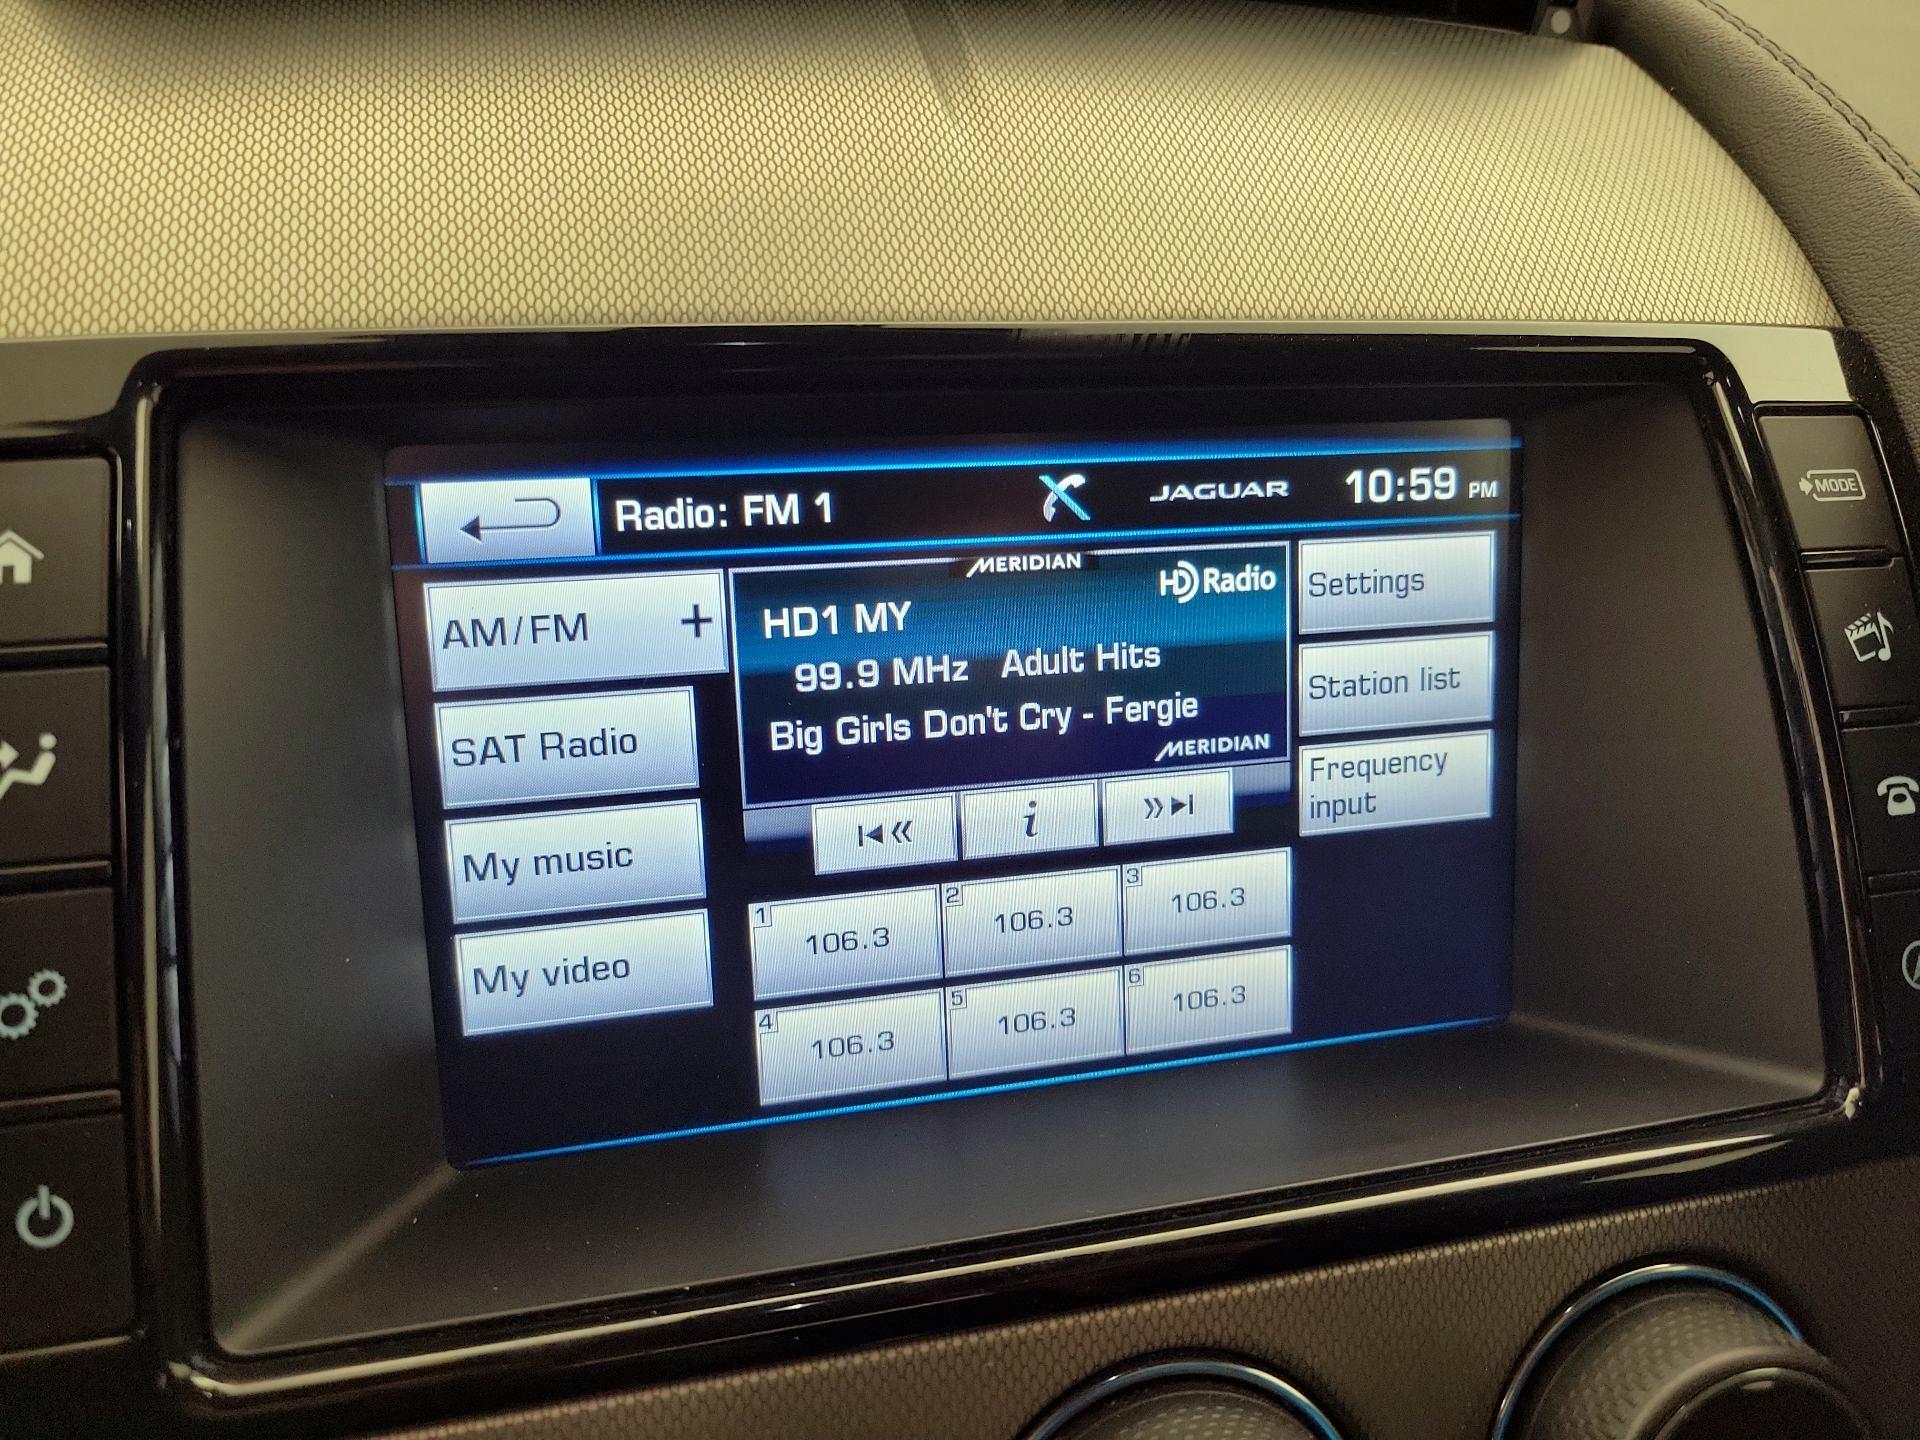 Radio: FM 1
JAGUAR
10:59 PM
AM/FM +
SAT Radio
My music
My video
MERIDIAN
HD Radio
HD1 MY
99.9 MHz Adult Hits
Big Girls Don't Cry - Fergie
MERIDIAN
i
1 106.3
2 106.3
3 106.3
4 106.3
5 106.3
6 106.3
Settings
Station list
Frequency
input
MODE